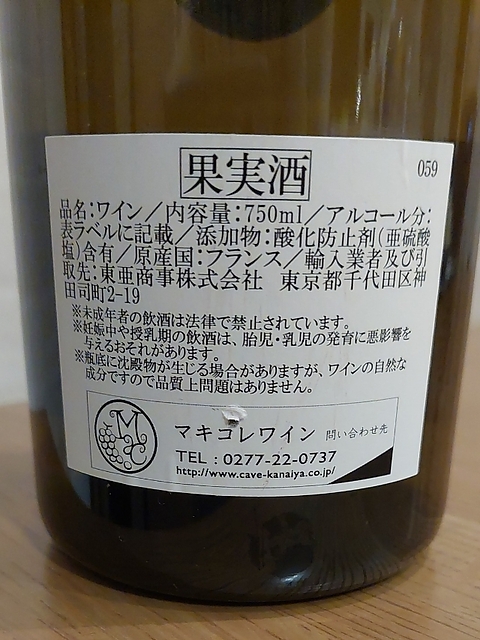 果実酒
059
品名:ワイン/内容量:750ml/アルコール分:
表ラベルに記載/添加物:酸化防止剤(亜硫酸
塩)含有/原産国:フランス/輸入業者及び引
取先:東亜商事株式会社 東京都千代田区神
田司町2-19
※未成年者の飲酒は法律で禁止されています。
※妊娠中や授乳期の飲酒は、胎児・乳児の発育に悪影響を
与えるおそれがあります。
※瓶底に沈殿物が生じる場合がありますが、ワインの自然な
成分ですので品質上問題はありません。
マキコレワイン 問い合わせ先
TEL:0277-22-0737
http://www.cave-kanaiya.co.jp/